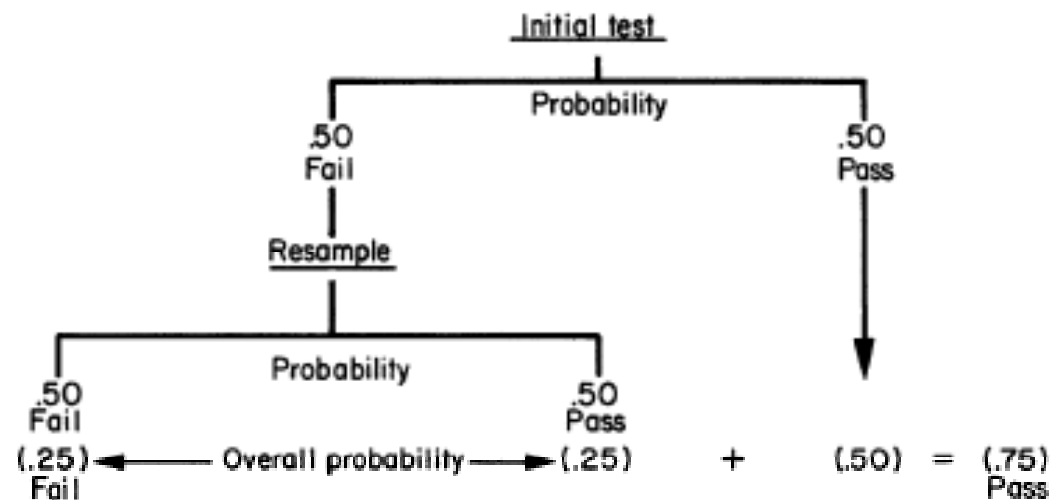 Initial test
Probability
.50 .50
Fail Pass
Resample
Probability
.50 .50
Fail Pass
(.25) Overall probability (.25) + (.50) = (.75)
Fail Pass